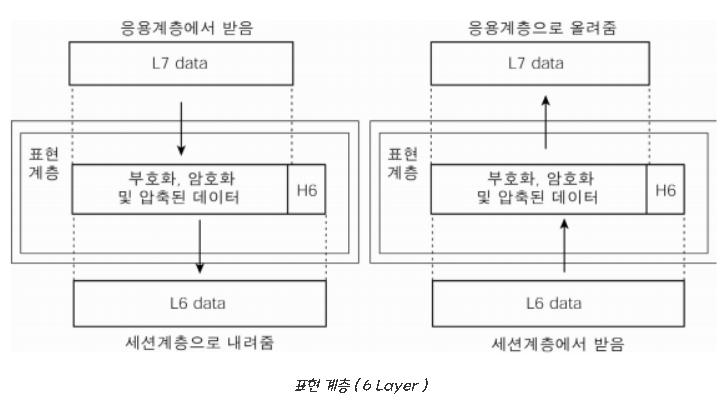 응용계층에서 받음
L7 data
표현
계층
부호화, 암호화
및 압축된 데이터
H6
L6 data
세션계층으로 내려줌
응용계층으로 올려줌
L7 data
표현
계층
부호화, 암호화
및 압축된 데이터
H6
L6 data
세션계층에서 받음
표현 계층 ( 6 Layer )